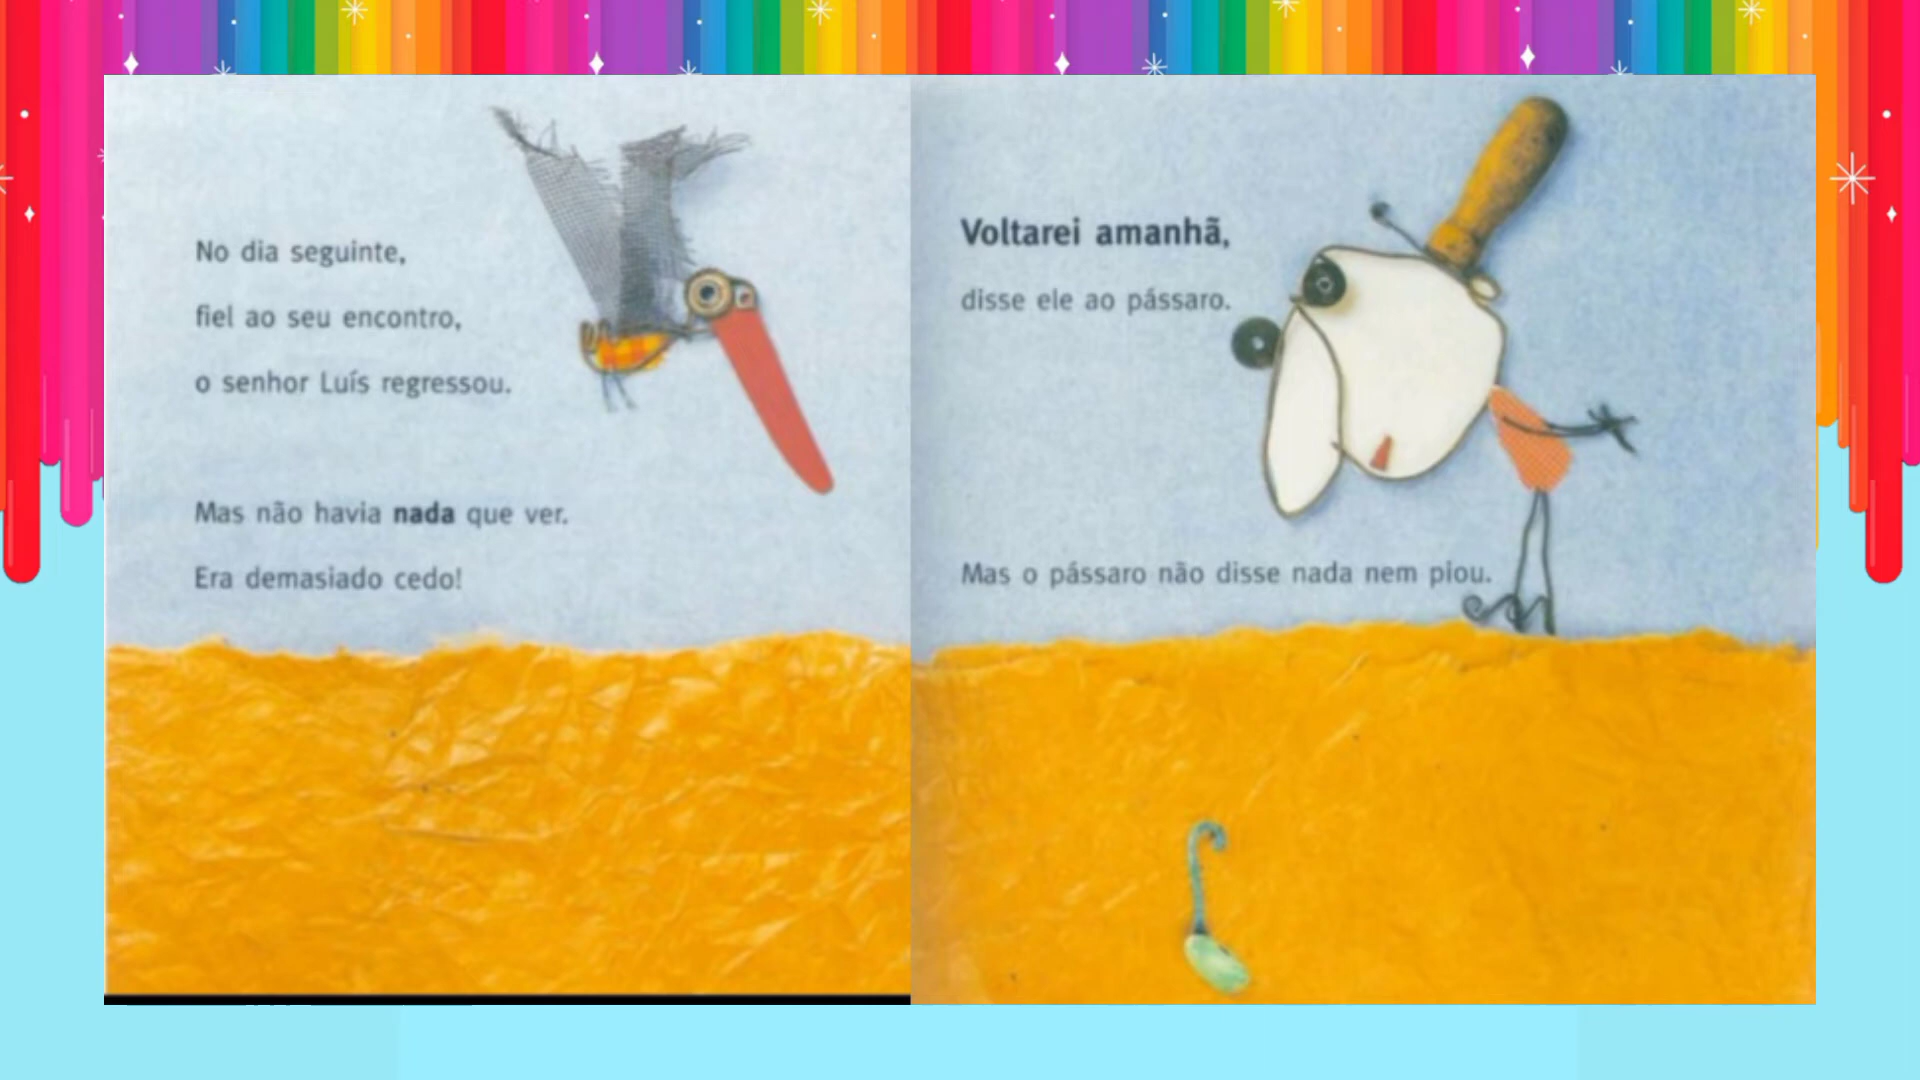 No dia seguinte,
fiel ao seu encontro,
o senhor Luís regressou.
Mas não havia nada que ver.
Era demasiado cedo!
Voltarei amanhã,
disse ele ao pássaro.
Mas o pássaro não disse nada nem piou.